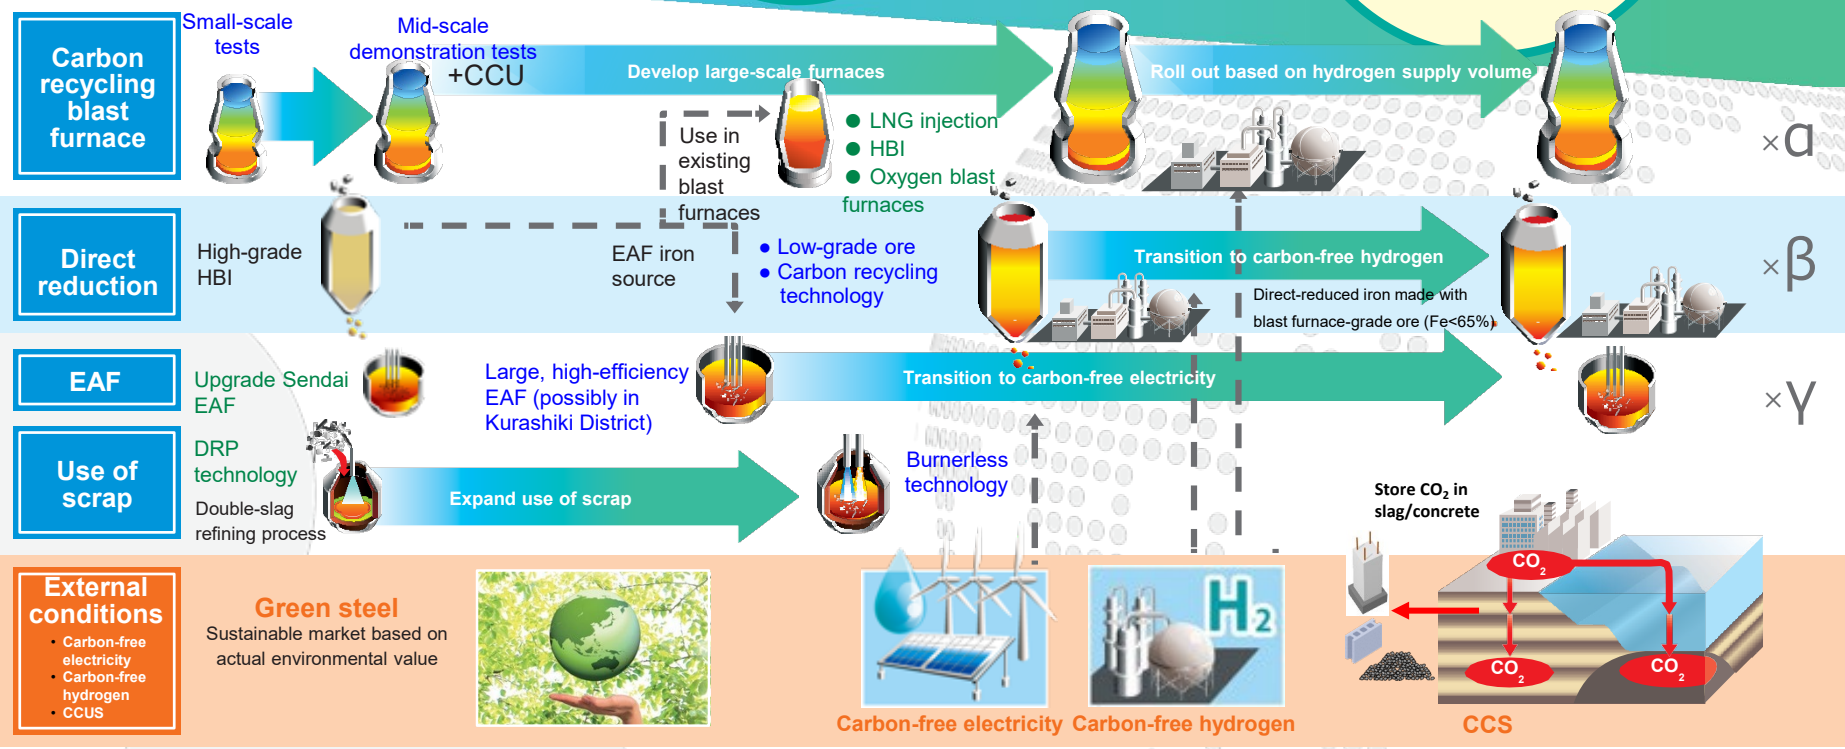 Carbon
recycling
blast
furnace
Small-scale
tests
Mid-scale
demonstration tests
+CCU
Develop large-scale furnaces
Roll out based on hydrogen supply volume
Use in
existing
blast
furnaces
● LNG injection
● HBI
● Oxygen blast
furnaces
×α
Direct
reduction
High-grade
HBI
EAF iron
source
● Low-grade ore
● Carbon recycling
technology
Transition to carbon-free hydrogen
Direct-reduced iron made with
blast furnace-grade ore (Fe<65%)
×β
EAF
Upgrade Sendai
EAF
Large, high-efficiency
EAF (possibly in
Kurashiki District)
Transition to carbon-free electricity
×γ
Use of
scrap
DRP
technology
Double-slag
refining process
Expand use of scrap
Burnerless
technology
Store CO₂ in
slag/concrete
CO₂
CO₂
CO₂
External
conditions
• Carbon-free
electricity
• Carbon-free
hydrogen
• CCUS
Green steel
Sustainable market based on
actual environmental value
H₂
Carbon-free electricity
Carbon-free hydrogen
CCS